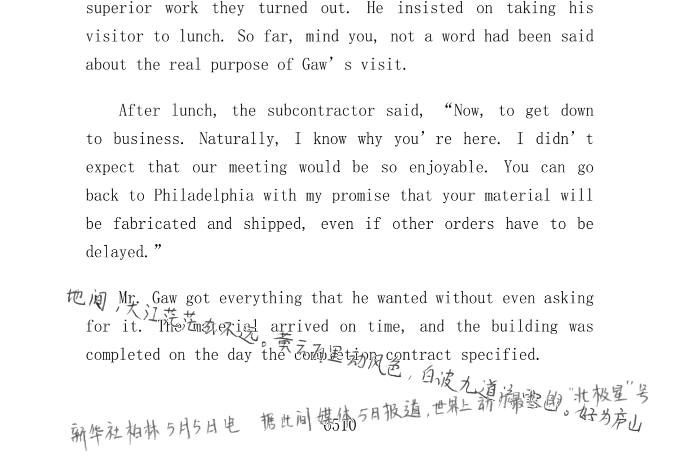 superior work they turned out. He insisted on taking his
visitor to lunch. So far, mind you, not a word had been said
about the real purpose of Gaw’s visit.
After lunch, the subcontractor said, “Now, to get down
to business. Naturally, I know why you’re here. I didn’t
expect that our meeting would be so enjoyable. You can go
back to Philadelphia with my promise that your material will
be fabricated and shipped, even if other orders have to be
delayed.”
Mr. Gaw got everything that he wanted without even asking
for it. The material arrived on time, and the building was
completed on the day the completion contract specified.
地间,大江茫茫去不还。黄云万里动风色,白波九道流雪山。好为庐山
新华社柏林5月5日电 据此间媒体5日报道,世界上 “北极星”号
0510